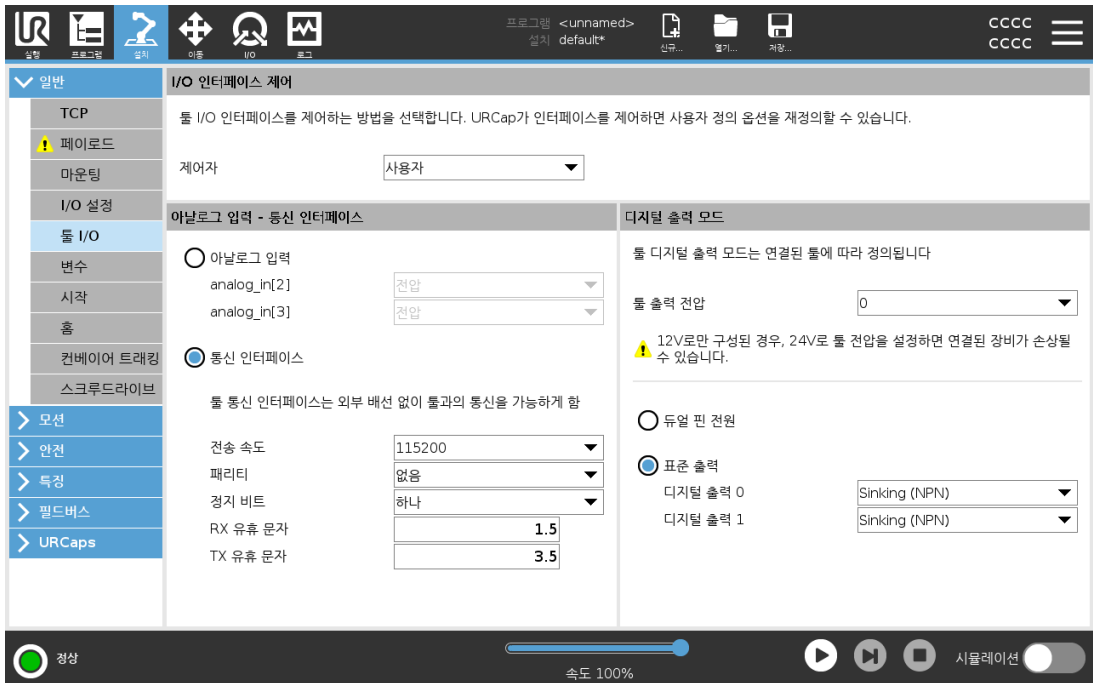 실행
프로그램
설치
이동
I/O
로그
프로그램 <unnamed>
설치 default*
신규...
열기...
저장...
CCCC
CCCC
일반
TCP
페이로드
마운팅
I/O 설정
툴 I/O
변수
시작
홈
컨베이어 트래킹
스크루드라이브
모션
안전
특징
필드버스
URCaps
I/O 인터페이스 제어
툴 I/O 인터페이스를 제어하는 방법을 선택합니다. URCap가 인터페이스를 제어하면 사용자 정의 옵션을 재정의할 수 있습니다.
제어자
사용자
아날로그 입력 - 통신 인터페이스
아날로그 입력
analog_in[2] 전압
analog_in[3] 전압
통신 인터페이스
툴 통신 인터페이스는 외부 배선 없이 툴과의 통신을 가능하게 함
전송 속도 115200
패리티 없음
정지 비트 하나
RX 유휴 문자 1.5
TX 유휴 문자 3.5
디지털 출력 모드
툴 디지털 출력 모드는 연결된 툴에 따라 정의됩니다
툴 출력 전압 0
12V로만 구성된 경우, 24V로 툴 전압을 설정하면 연결된 장비가 손상될
수 있습니다.
듀얼 핀 전원
표준 출력
디지털 출력 0 Sinking (NPN)
디지털 출력 1 Sinking (NPN)
정상
속도 100%
시뮬레이션